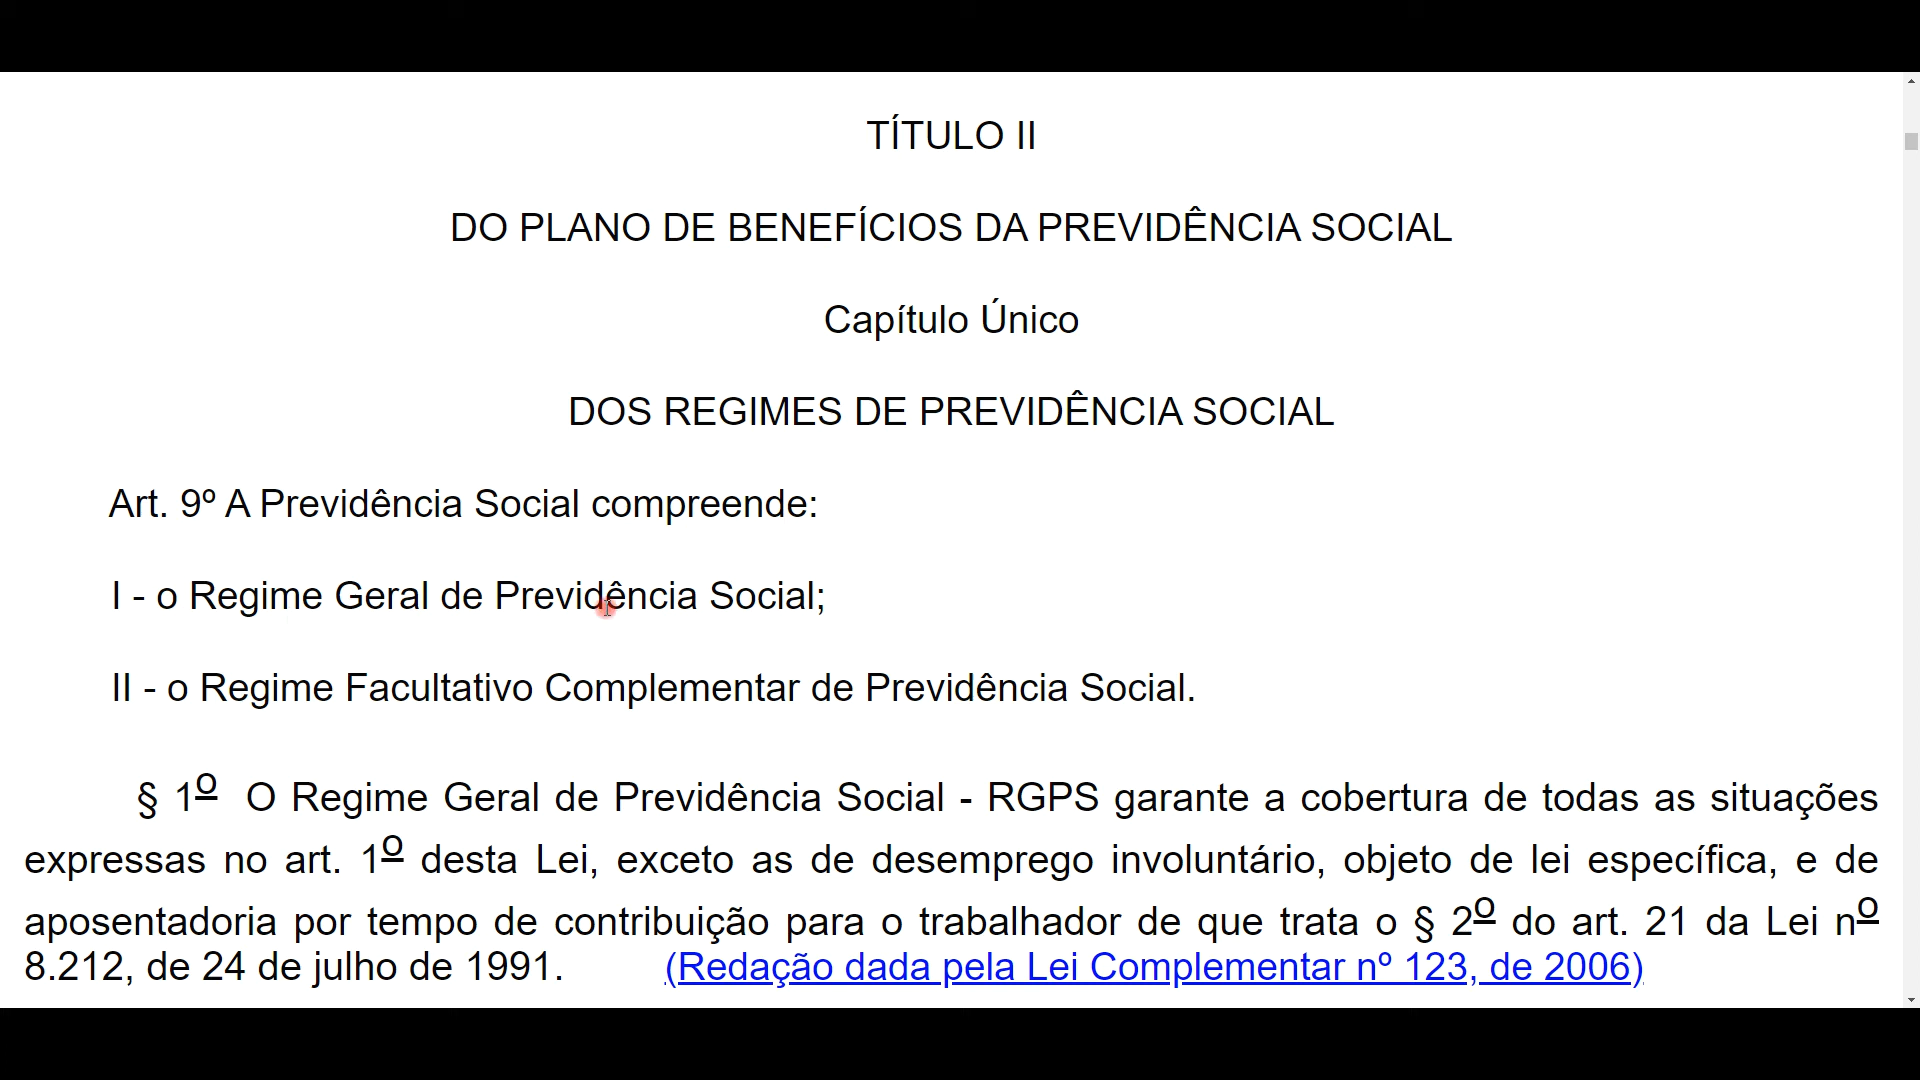 TÍTULO II
DO PLANO DE BENEFÍCIOS DA PREVIDÊNCIA SOCIAL
Capítulo Único
DOS REGIMES DE PREVIDÊNCIA SOCIAL
Art. 9º A Previdência Social compreende:
I - o Regime Geral de Previdência Social;
II - o Regime Facultativo Complementar de Previdência Social.
§ 1º O Regime Geral de Previdência Social - RGPS garante a cobertura de todas as situações
expressas no art. 1º desta Lei, exceto as de desemprego involuntário, objeto de lei específica, e de
aposentadoria por tempo de contribuição para o trabalhador de que trata o § 2º do art. 21 da Lei nº
8.212, de 24 de julho de 1991. (Redação dada pela Lei Complementar nº 123, de 2006)